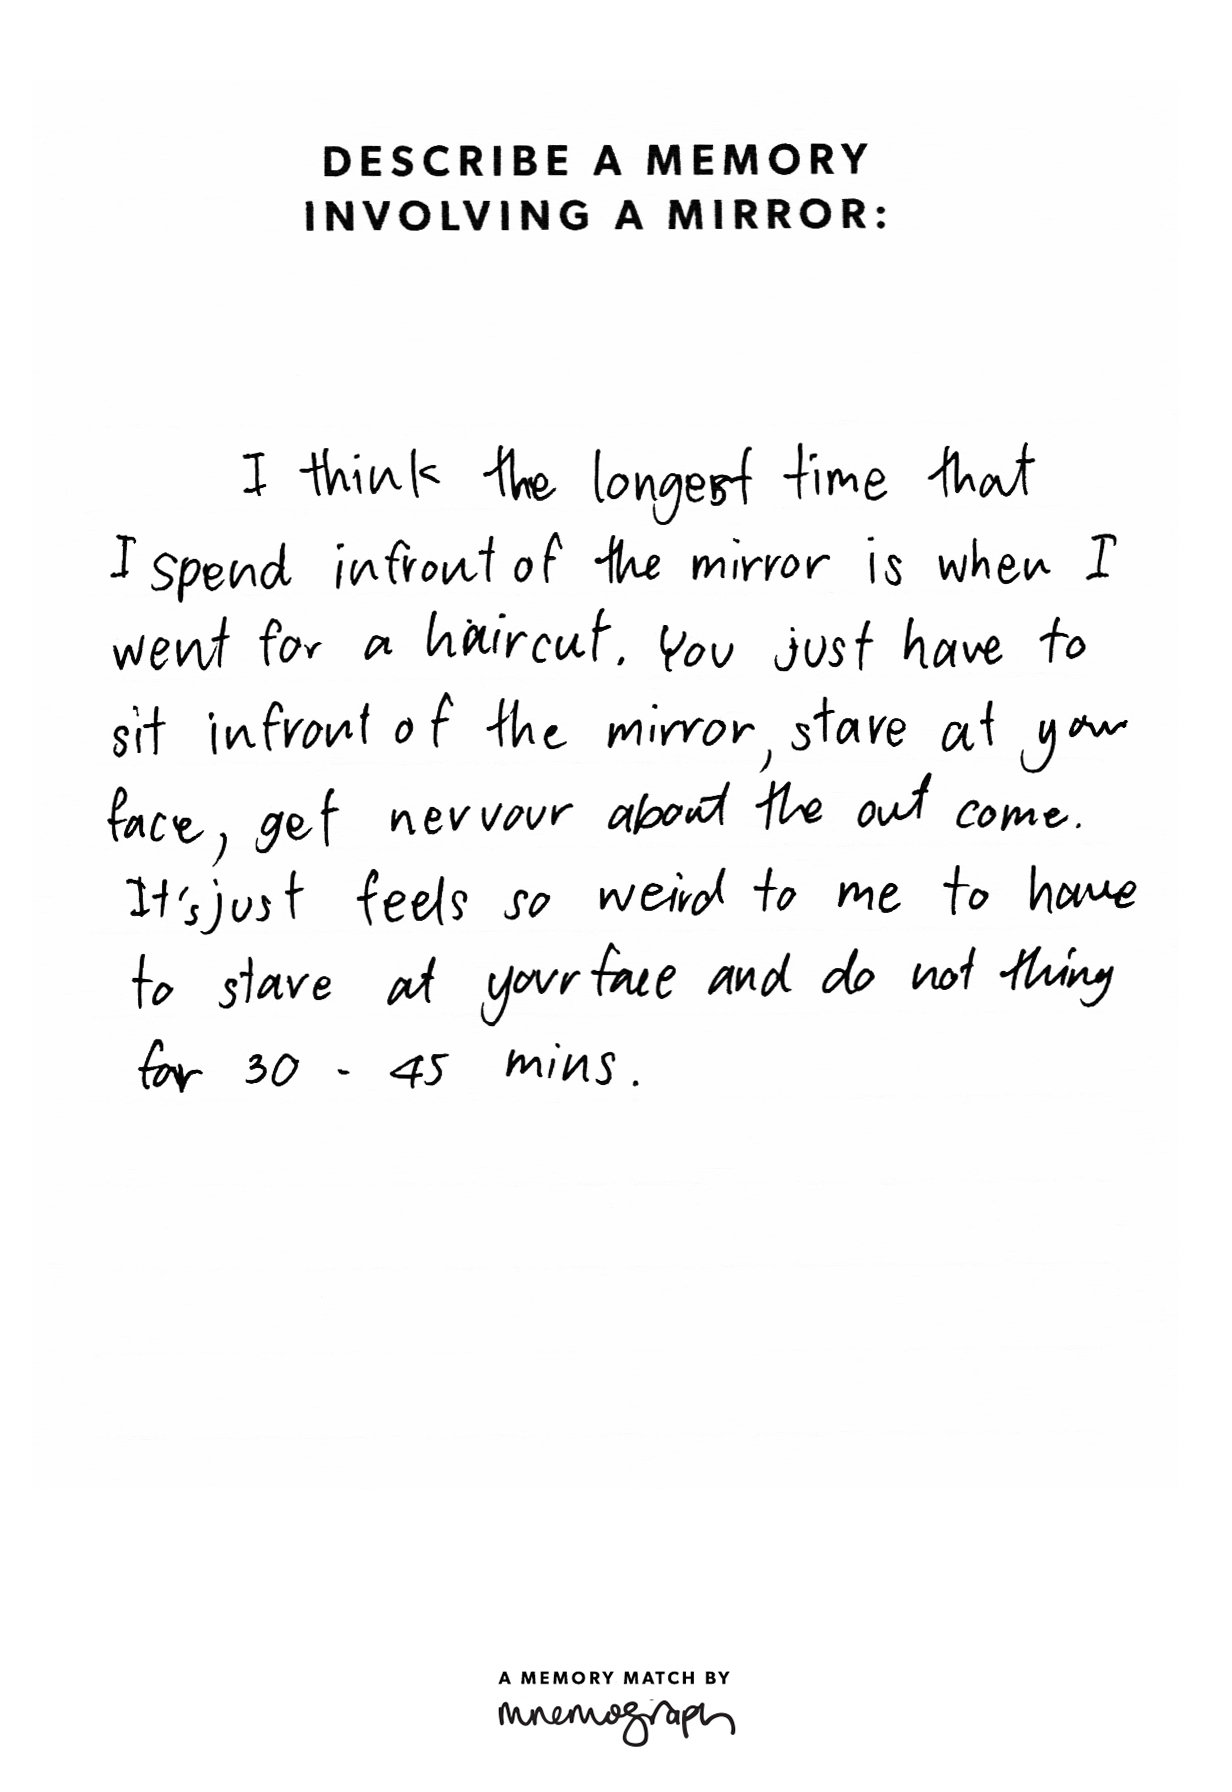 DESCRIBE A MEMORY
INVOLVING A MIRROR:
I think the longest time that
I spend infront of the mirror is when I
went for a haircut. You just have to
sit infront of the mirror, stare at your
face, get nervour about the out come.
It's just feels so weird to me to have
to stare at your face and do not thing
for 30 - 45 mins.
A MEMORY MATCH BY
mnemograph